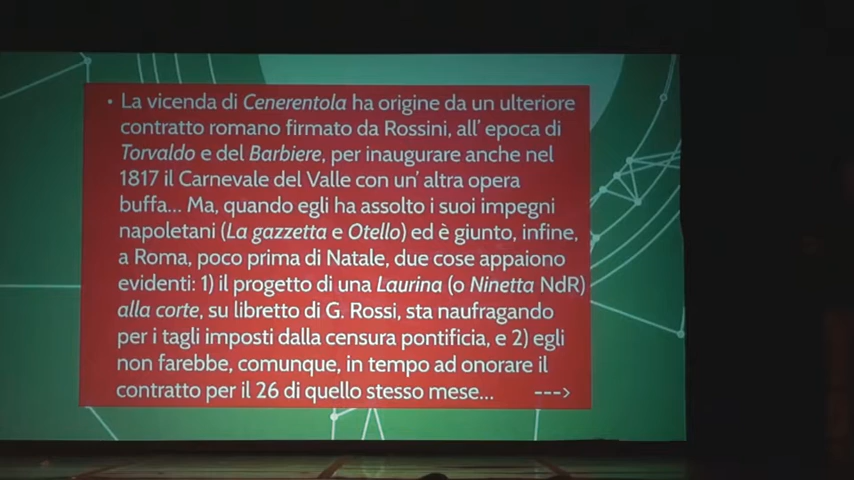 • La vicenda di Cenerentola ha origine da un ulteriore
contratto romano firmato da Rossini, all' epoca di
Torvaldo e del Barbiere, per inaugurare anche nel
1817 il Carnevale del Valle con un' altra opera
buffa... Ma, quando egli ha assolto i suoi impegni
napoletani (La gazzetta e Otello) ed è giunto, infine,
a Roma, poco prima di Natale, due cose appaiono
evidenti: 1) il progetto di una Laurina (o Ninetta NdR)
alla corte, su libretto di G. Rossi, sta naufragando
per i tagli imposti dalla censura pontificia, e 2) egli
non farebbe, comunque, in tempo ad onorare il
contratto per il 26 di quello stesso mese... --->